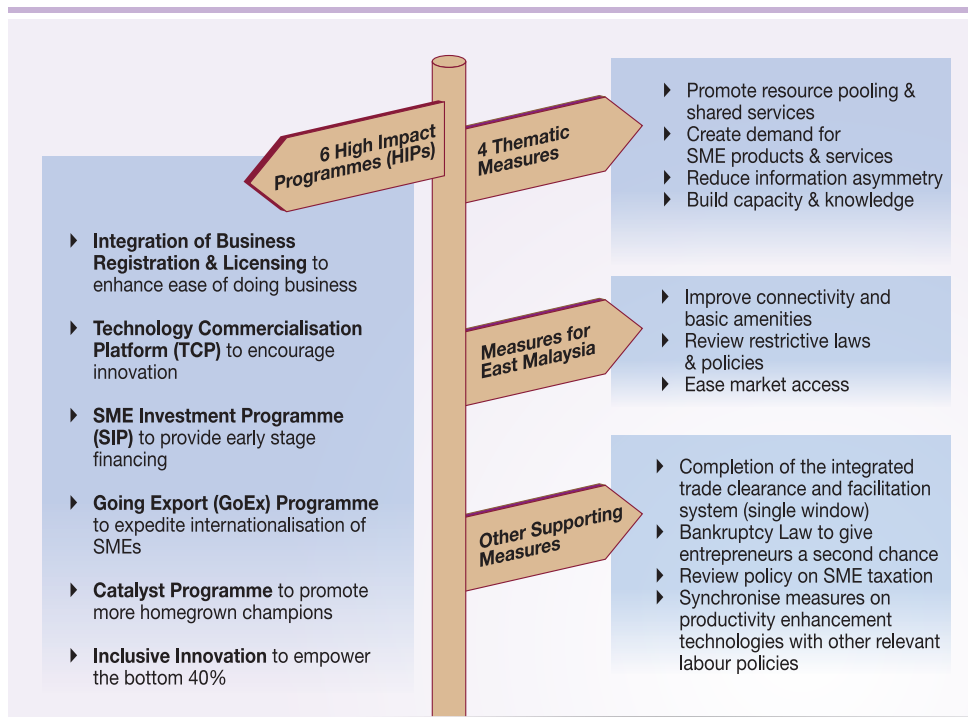 6 High Impact
Programmes (HIPs)
Integration of Business
Registration & Licensing to
enhance ease of doing business
Technology Commercialisation
Platform (TCP) to encourage
innovation
SME Investment Programme
(SIP) to provide early stage
financing
Going Export (GoEx) Programme
to expedite internationalisation of
SMEs
Catalyst Programme to promote
more homegrown champions
Inclusive Innovation to empower
the bottom 40%
4 Thematic
Measures
Promote resource pooling &
shared services
Create demand for
SME products & services
Reduce information asymmetry
Build capacity & knowledge
Measures for
East Malaysia
Improve connectivity and
basic amenities
Review restrictive laws
& policies
Ease market access
Other Supporting
Measures
Completion of the integrated
trade clearance and facilitation
system (single window)
Bankruptcy Law to give
entrepreneurs a second chance
Review policy on SME taxation
Synchronise measures on
productivity enhancement
technologies with other relevant
labour policies